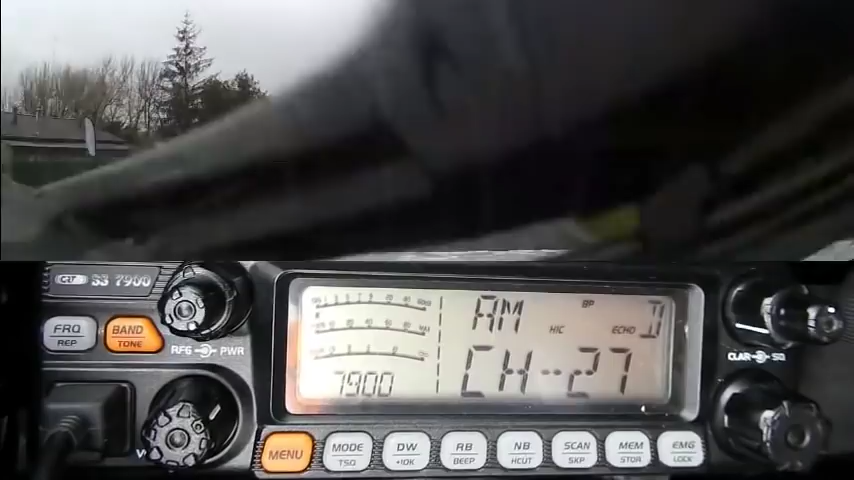 CRT SS 7900
FRQ
REP
BAND
TONE
RFG PWR
AM
BP
HIC
ECHO
D
7900
CH--27
CLAR SQ
MENU
MODE
TSQ
DW
+10K
RB
BEEP
NB
HCUT
SCAN
SKP
MEM
STOR
EMG
LOCK